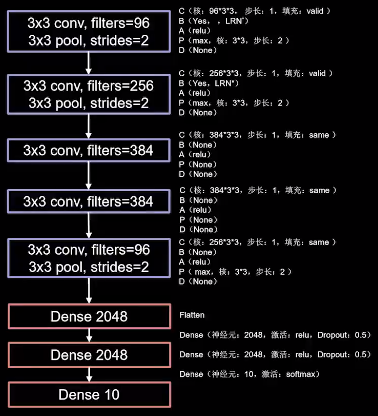 3x3 conv, filters=96
3x3 pool, strides=2
C（核：96*3*3，步长：1，填充：valid ）
B（Yes，，LRN"）
A（relu）
P（max，核：3*3，步长：2 ）
D（None）
3x3 conv, filters=256
3x3 pool, strides=2
C（核：256*3*3，步长：1，填充：valid ）
B（Yes，LRN"）
A（relu）
P（max，核：3*3，步长：2 ）
D（None）
3x3 conv, filters=384
C（核：384*3*3，步长：1，填充：same ）
B（None）
A（relu）
P（None）
D（None）
3x3 conv, filters=384
C（核：384*3*3，步长：1，填充：same ）
B（None）
A（relu）
P（None）
D（None）
3x3 conv, filters=96
3x3 pool, strides=2
C（核：256*3*3，步长：1，填充：same ）
B（None）
A（relu）
P（ max，核：3*3，步长：2 ）
D（None）
Dense 2048
Flatten
Dense（神经元：2048，激活：relu，Dropout：0.5）
Dense 2048
Dense（神经元：2048，激活：relu，Dropout：0.5）
Dense 10
Dense（神经元：10，激活：softmax）